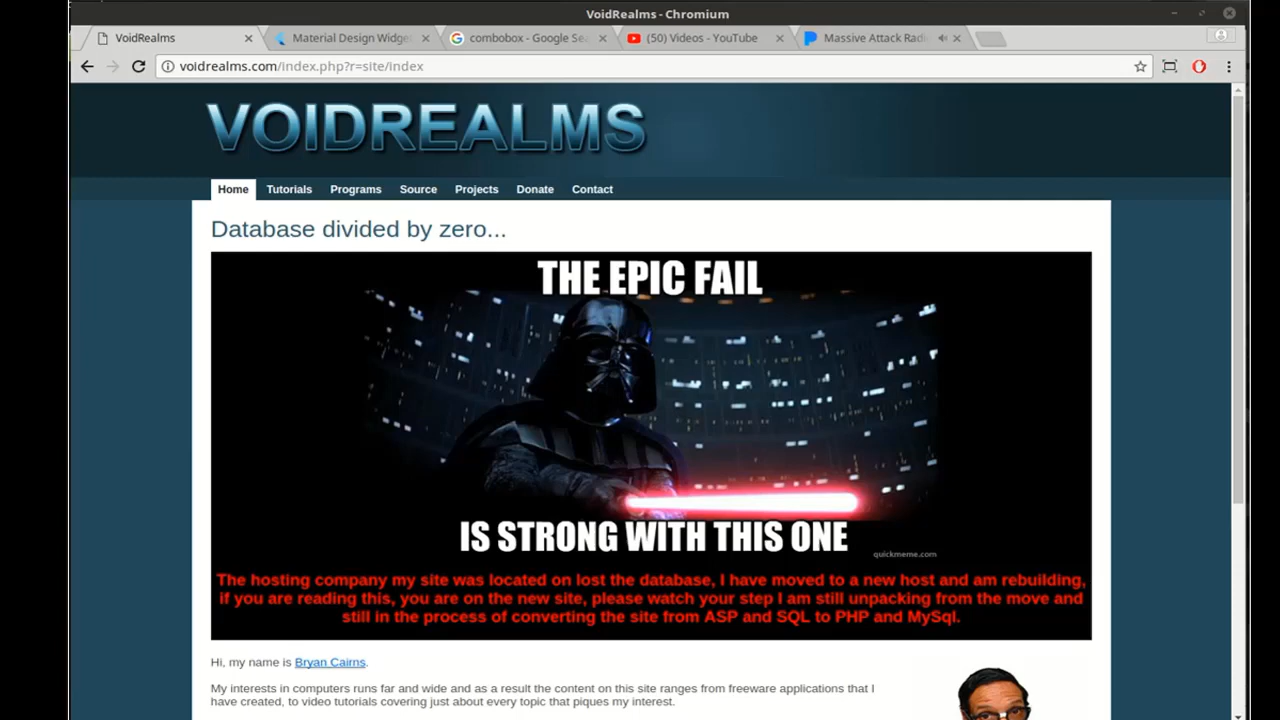 VoidRealms - Chromium
VoidRealms
Material Design Widge
combobox - Google Sea
(50) Videos - YouTube
Massive Attack Radi
voidrealms.com/index.php?r=site/index
VOIDREALMS
Home Tutorials Programs Source Projects Donate Contact
Database divided by zero...
THE EPIC FAIL
IS STRONG WITH THIS ONE
quickmeme.com
The hosting company my site was located on lost the database, I have moved to a new host and am rebuilding,
if you are reading this, you are on the new site, please watch your step I am still unpacking from the move and
still in the process of converting the site from ASP and SQL to PHP and MySql.
Hi, my name is Bryan Cairns.
My interests in computers runs far and wide and as a result the content on this site ranges from freeware applications that I
have created, to video tutorials covering just about every topic that piques my interest.